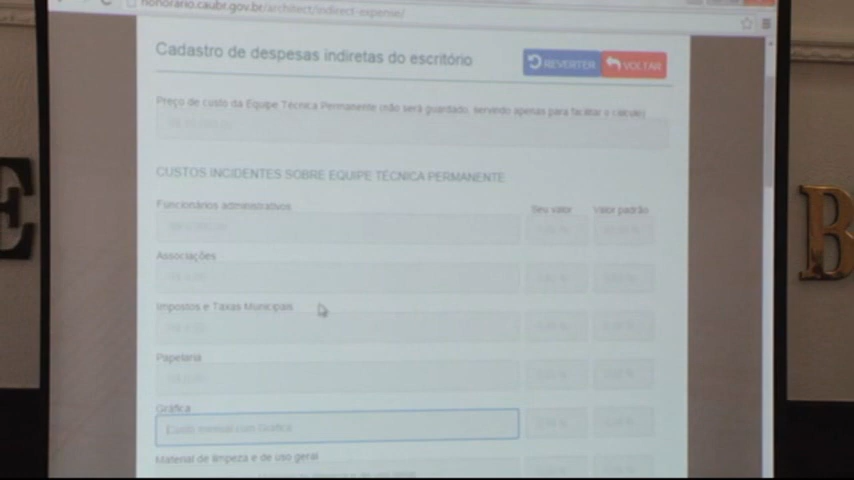 honorario.caubr.gov.br/architect/indirect-expense/
Cadastro de despesas indiretas do escritório
REVERTER
VOLTAR
Preço de custo da Equipe Técnica Permanente (não será guardado, servindo apenas para facilitar o cálculo)
CUSTOS INCIDENTES SOBRE EQUIPE TÉCNICA PERMANENTE
Funcionários administrativos
Seu valor
Valor padrão
Associações
Impostos e Taxas Municipais
Papelaria
Gráfica
Custo mensal com Gráfica
Material de limpeza e de uso geral
E
B